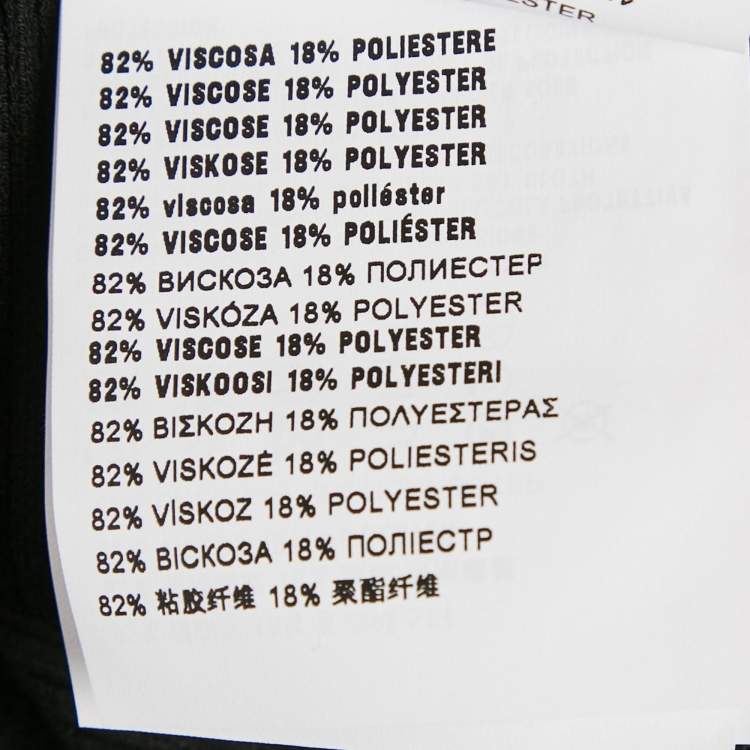 STER
82% VISCOSA 18% POLIESTERE
82% VISCOSE 18% POLYESTER
82% VISCOSE 18% POLYESTER
82% VISKOSE 18% POLYESTER
82% viscosa 18% poliéster
82% VISCOSE 18% POLIÉSTER
82% ВИСКОЗА 18% ПОЛИЕСТЕР
82% VISKÓZA 18% POLYESTER
82% VISCOSE 18% POLYESTER
82% VISKOOSI 18% POLYESTERI
82% ΒΙΣΚΟΖΗ 18% ΠΟΛΥΕΣΤΕΡΑΣ
82% VISKOZĖ 18% POLIESTERIS
82% VİSKOZ 18% POLYESTER
82% ВІСКОЗА 18% ПОЛІЕСТР
82% 粘胶纤维 18% 聚酯纤维